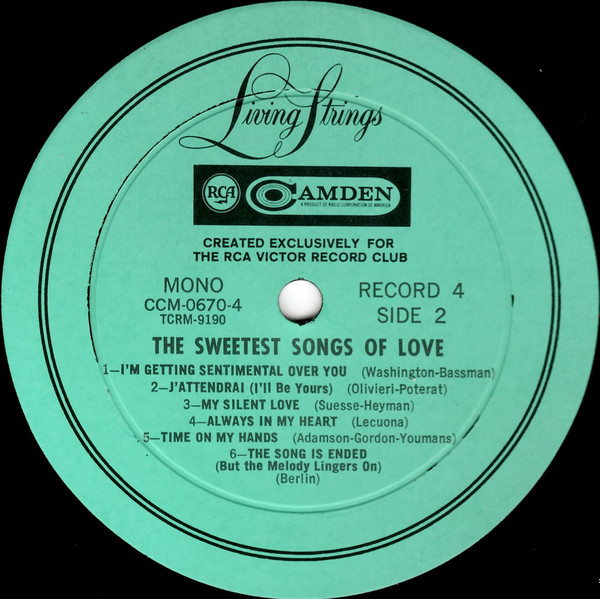 Living Strings
RCA CAMDEN
A PRODUCT OF RADIO CORPORATION OF AMERICA
CREATED EXCLUSIVELY FOR
THE RCA VICTOR RECORD CLUB
MONO
CCM-0670-4
TCRM-9190
RECORD 4
SIDE 2
THE SWEETEST SONGS OF LOVE
1—I'M GETTING SENTIMENTAL OVER YOU (Washington-Bassman)
2—J'ATTENDRAI (I'll Be Yours) (Olivieri-Poterat)
3—MY SILENT LOVE (Suesse-Heyman)
4—ALWAYS IN MY HEART (Lecuona)
5—TIME ON MY HANDS (Adamson-Gordon-Youmans)
6—THE SONG IS ENDED
(But the Melody Lingers On)
(Berlin)